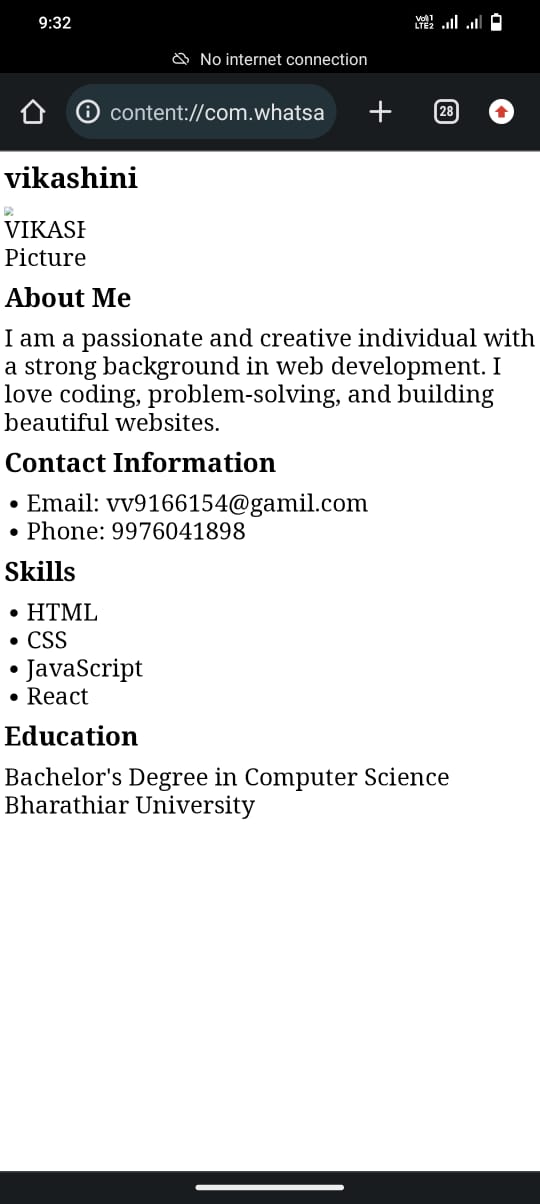 9:32
Vo)) 1
LTE2
No internet connection
content://com.whatsa
28
vikashini
VIKASH
Picture
About Me
I am a passionate and creative individual with
a strong background in web development. I
love coding, problem-solving, and building
beautiful websites.
Contact Information
• Email: vv9166154@gamil.com
• Phone: 9976041898
Skills
• HTML
• CSS
• JavaScript
• React
Education
Bachelor's Degree in Computer Science
Bharathiar University